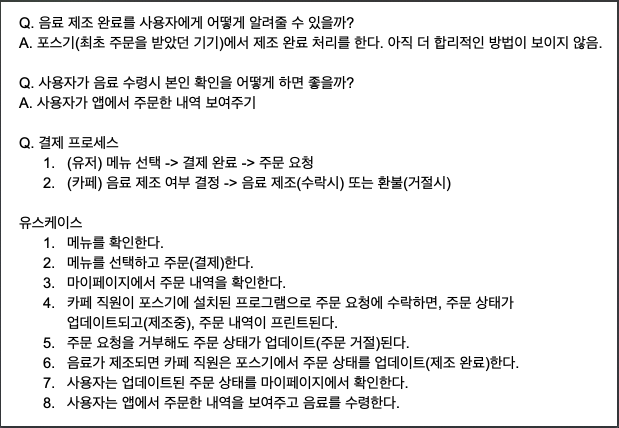 Q. 음료 제조 완료를 사용자에게 어떻게 알려줄 수 있을까?
A. 포스기(최초 주문을 받았던 기기)에서 제조 완료 처리를 한다. 아직 더 합리적인 방법이 보이지 않음.
Q. 사용자가 음료 수령시 본인 확인을 어떻게 하면 좋을까?
A. 사용자가 앱에서 주문한 내역 보여주기
Q. 결제 프로세스
1. (유저) 메뉴 선택 -> 결제 완료 -> 주문 요청
2. (카페) 음료 제조 여부 결정 -> 음료 제조(수락시) 또는 환불(거절시)
유스케이스
1. 메뉴를 확인한다.
2. 메뉴를 선택하고 주문(결제)한다.
3. 마이페이지에서 주문 내역을 확인한다.
4. 카페 직원이 포스기에 설치된 프로그램으로 주문 요청에 수락하면, 주문 상태가
업데이트되고(제조중), 주문 내역이 프린트된다.
5. 주문 요청을 거부해도 주문 상태가 업데이트(주문 거절)된다.
6. 음료가 제조되면 카페 직원은 포스기에서 주문 상태를 업데이트(제조 완료)한다.
7. 사용자는 업데이트된 주문 상태를 마이페이지에서 확인한다.
8. 사용자는 앱에서 주문한 내역을 보여주고 음료를 수령한다.